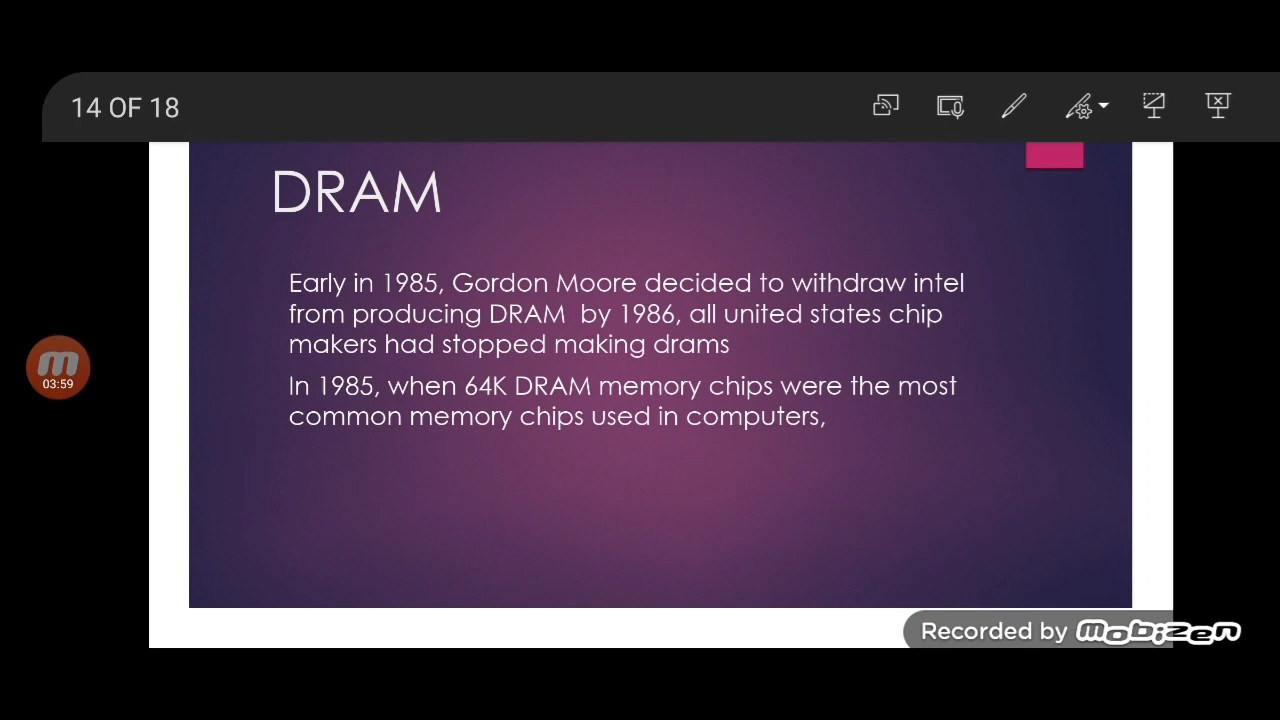 14 OF 18
DRAM
Early in 1985, Gordon Moore decided to withdraw intel
from producing DRAM  by 1986, all united states chip
makers had stopped making drams
In 1985, when 64K DRAM memory chips were the most
common memory chips used in computers,
m
03:59
Recorded by mobizen